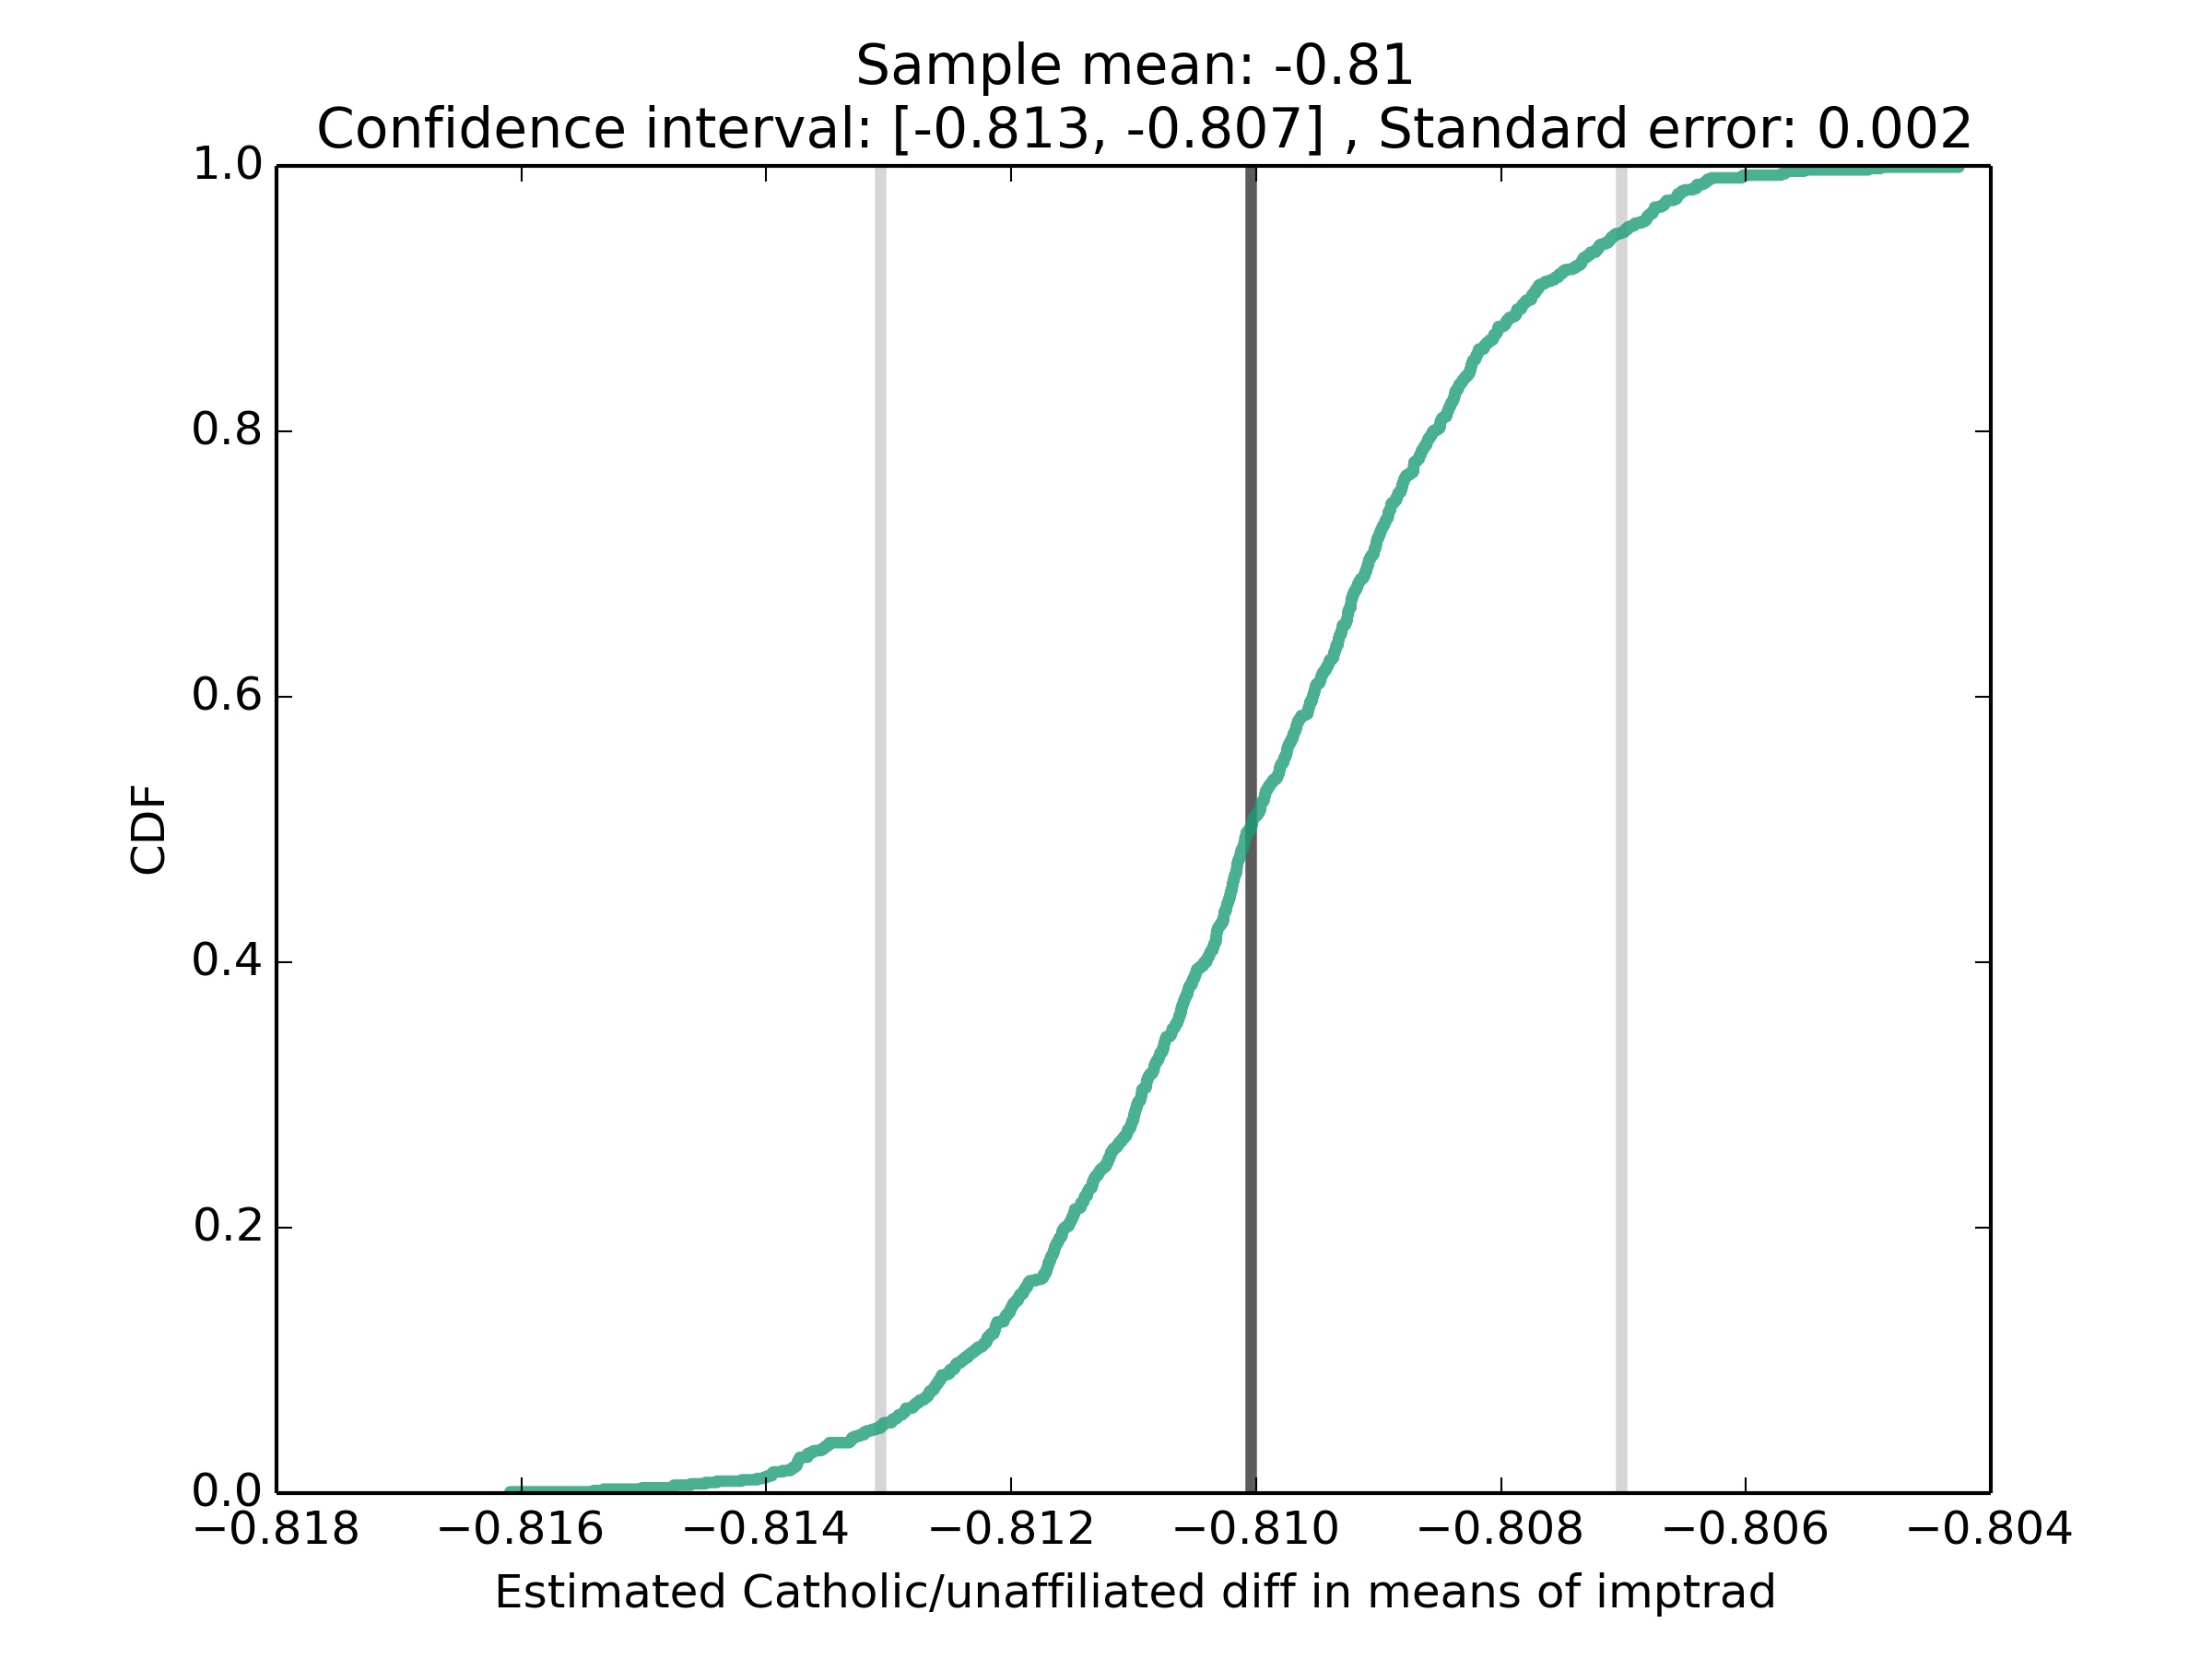 Sample mean: -0.81
Confidence interval: [-0.813, -0.807] , Standard error: 0.002
1.0
0.8
0.6
0.4
0.2
0.0
CDF
−0.818 −0.816 −0.814 −0.812 −0.810 −0.808 −0.806 −0.804
Estimated Catholic/unaffiliated diff in means of imptrad